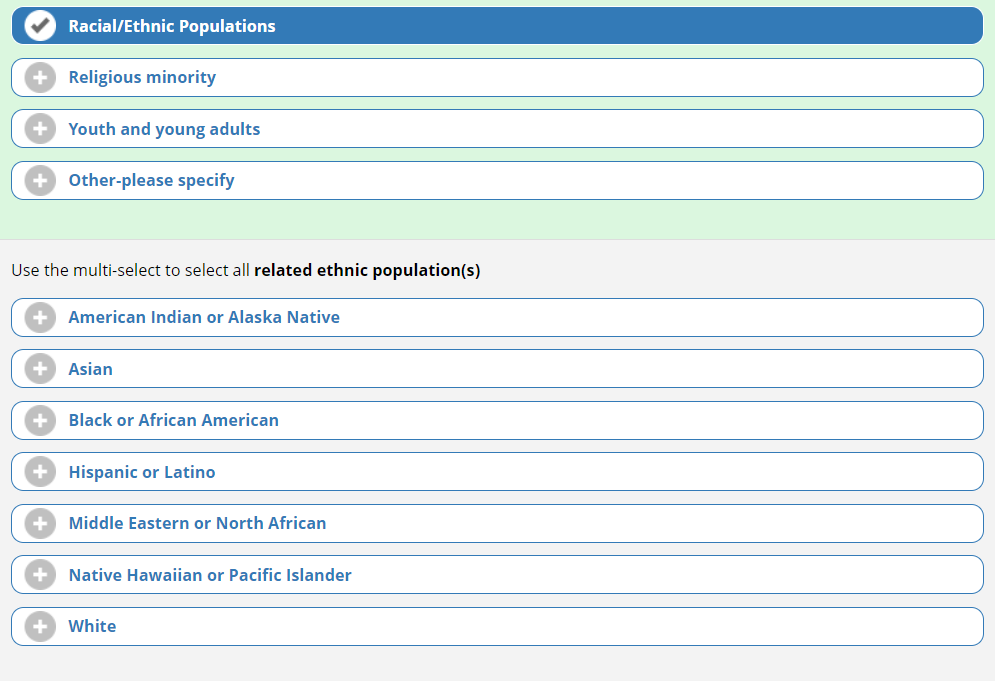 Racial/Ethnic Populations
Religious minority
Youth and young adults
Other-please specify
Use the multi-select to select all related ethnic population(s)
American Indian or Alaska Native
Asian
Black or African American
Hispanic or Latino
Middle Eastern or North African
Native Hawaiian or Pacific Islander
White